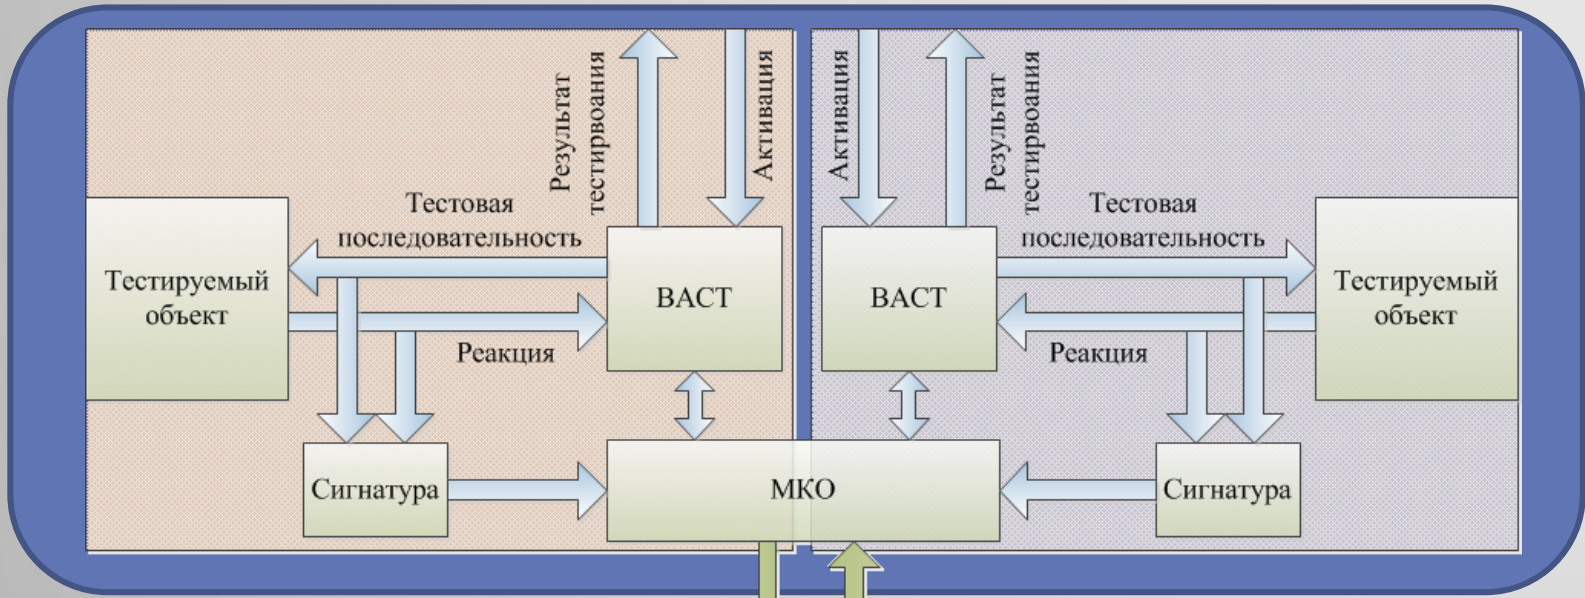 Результат
тестирвоания
Активация
Активация
Результат
тестирвоания
Тестовая
последовательность
Тестовая
последовательность
Тестируемый
объект
ВАСТ
ВАСТ
Тестируемый
объект
Реакция
Реакция
Сигнатура
МКО
Сигнатура